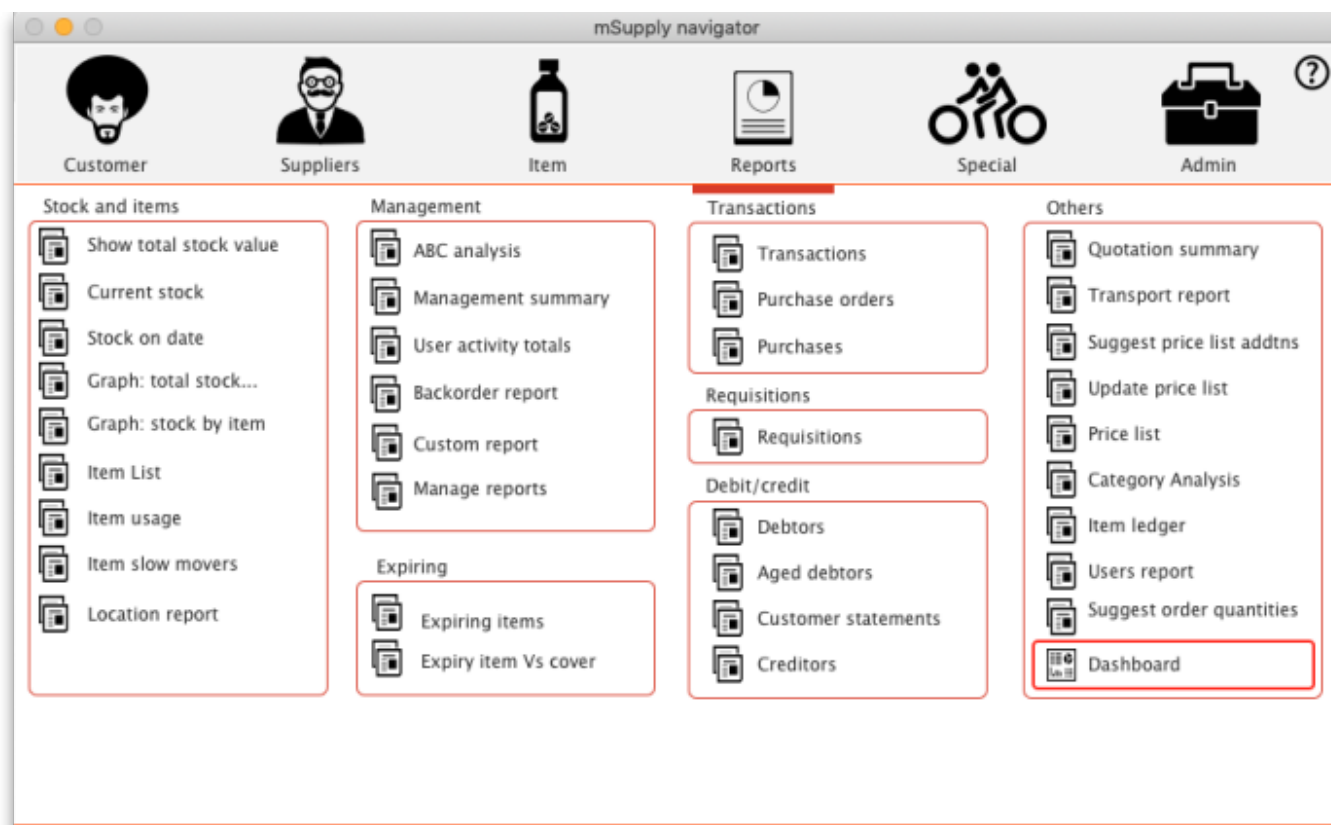 mSupply navigator
?
Customer
Suppliers
Item
Reports
Special
Admin
Stock and items
Show total stock value
Current stock
Stock on date
Graph: total stock...
Graph: stock by item
Item List
Item usage
Item slow movers
Location report
Management
ABC analysis
Management summary
User activity totals
Backorder report
Custom report
Manage reports
Expiring
Expiring items
Expiry item Vs cover
Transactions
Transactions
Purchase orders
Purchases
Requisitions
Requisitions
Debit/credit
Debtors
Aged debtors
Customer statements
Creditors
Others
Quotation summary
Transport report
Suggest price list addtns
Update price list
Price list
Category Analysis
Item ledger
Users report
Suggest order quantities
Dashboard